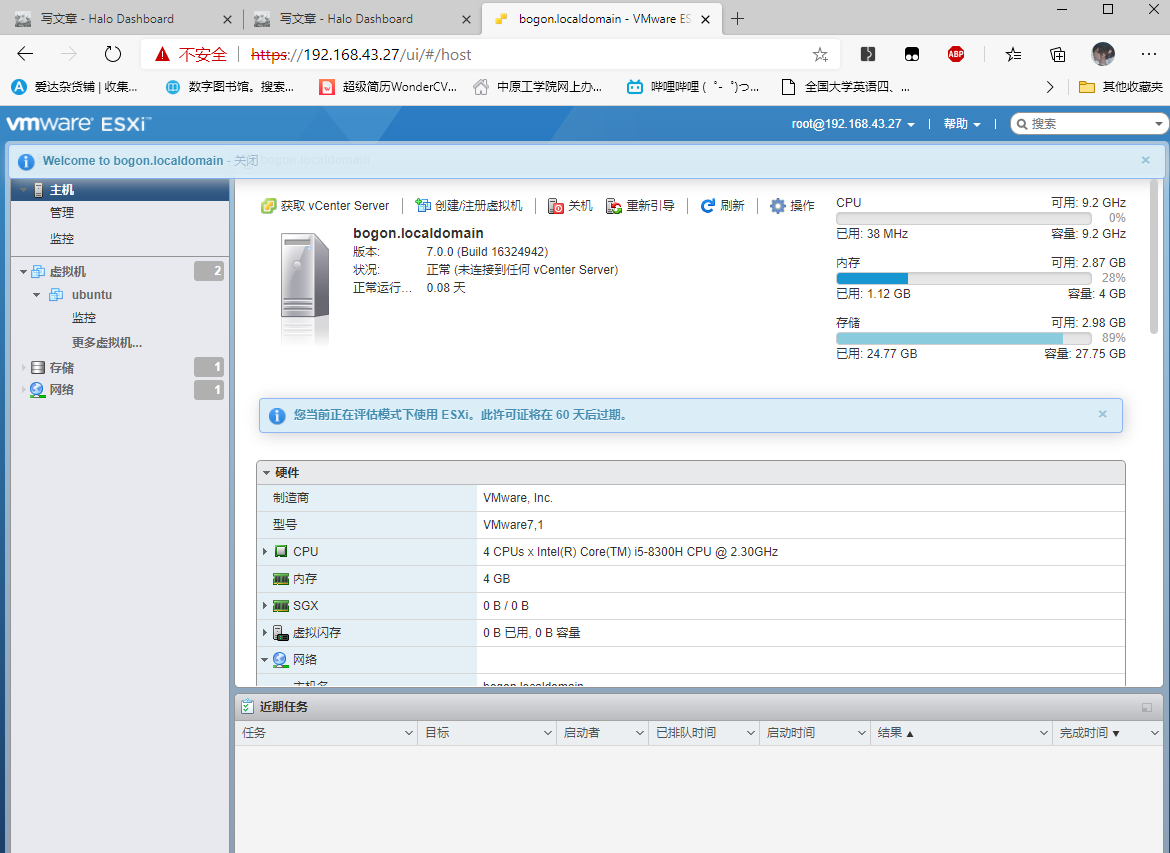 写文章 - Halo Dashboard
写文章 - Halo Dashboard
bogon.localdomain - VMware ES
不安全 https://192.168.43.27/ui/#/host
ABP
爱达杂货铺 | 收集...
数字图书馆。搜索...
超级简历WonderCV...
中原工学院网上办...
哔哩哔哩 ( ゜- ゜)つ...
全国大学英语四、...
其他收藏夹
vmware ESXi™
root@192.168.43.27
帮助
搜索
Welcome to bogon.localdomain - 关闭
主机
管理
监控
虚拟机 2
ubuntu
监控
更多虚拟机...
存储 1
网络 1
获取 vCenter Server
创建/注册虚拟机
关机
重新引导
刷新
操作
bogon.localdomain
版本: 7.0.0 (Build 16324942)
状况: 正常 (未连接到任何 vCenter Server)
正常运行... 0.08 天
CPU 可用: 9.2 GHz
0%
已用: 38 MHz 容量: 9.2 GHz
内存 可用: 2.87 GB
28%
已用: 1.12 GB 容量: 4 GB
存储 可用: 2.98 GB
89%
已用: 24.77 GB 容量: 27.75 GB
您当前正在评估模式下使用 ESXi。此许可证将在 60 天后过期。
硬件
制造商 VMware, Inc.
型号 VMware7,1
CPU 4 CPUs x Intel(R) Core(TM) i5-8300H CPU @ 2.30GHz
内存 4 GB
SGX 0 B / 0 B
虚拟闪存 0 B 已用, 0 B 容量
网络
主机名 bogon.localdomain
近期任务
任务 目标 启动者 已排队时间 启动时间 结果▲ 完成时间▼